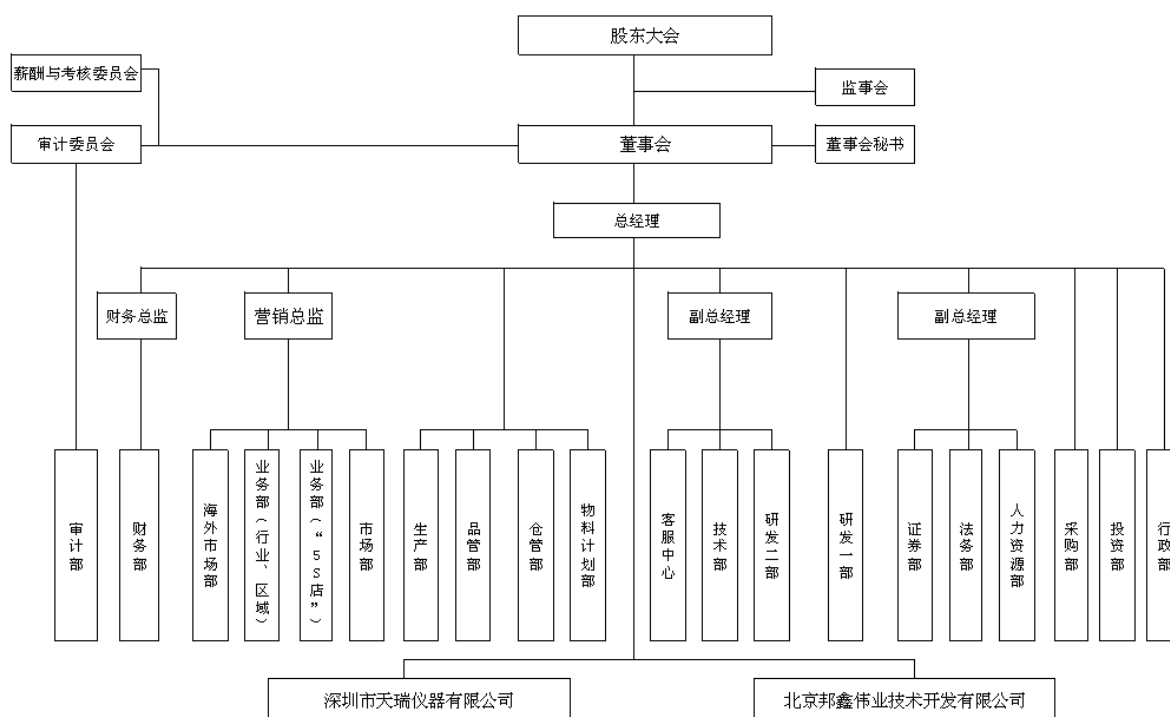 股东大会
薪酬与考核委员会
监事会
审计委员会
董事会
董事会秘书
总经理
财务总监
营销总监
副总经理
副总经理
审计部
财务部
海外市场部
业务部(行业、区域)
业务部(“5S店”)
市场部
生产部
品管部
仓管部
物料计划部
客服中心
技术部
研发二部
研发一部
证券部
法务部
人力资源部
采购部
投资部
行政部
深圳市天瑞仪器有限公司
北京邦鑫伟业技术开发有限公司